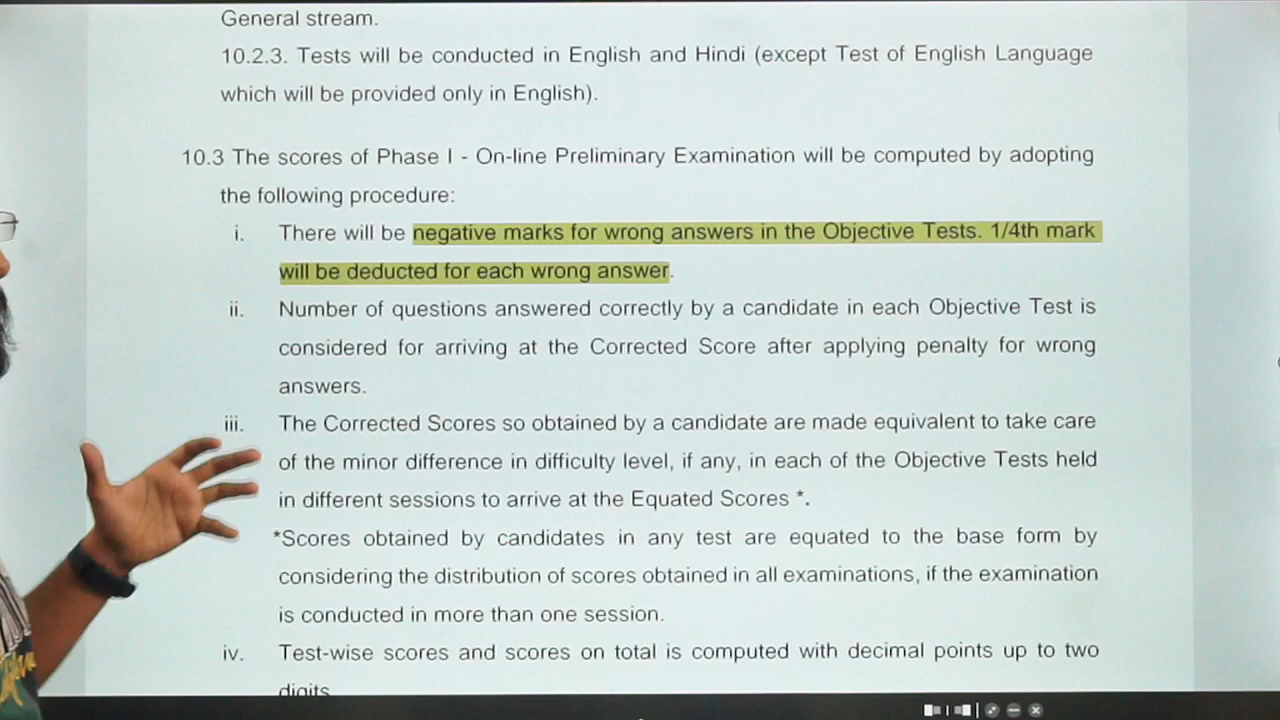 General stream.
10.2.3. Tests will be conducted in English and Hindi (except Test of English Language
which will be provided only in English).
10.3 The scores of Phase I - On-line Preliminary Examination will be computed by adopting
the following procedure:
i. There will be negative marks for wrong answers in the Objective Tests. 1/4th mark
will be deducted for each wrong answer.
ii. Number of questions answered correctly by a candidate in each Objective Test is
considered for arriving at the Corrected Score after applying penalty for wrong
answers.
iii. The Corrected Scores so obtained by a candidate are made equivalent to take care
of the minor difference in difficulty level, if any, in each of the Objective Tests held
in different sessions to arrive at the Equated Scores *.
*Scores obtained by candidates in any test are equated to the base form by
considering the distribution of scores obtained in all examinations, if the examination
is conducted in more than one session.
iv. Test-wise scores and scores on total is computed with decimal points up to two
digits